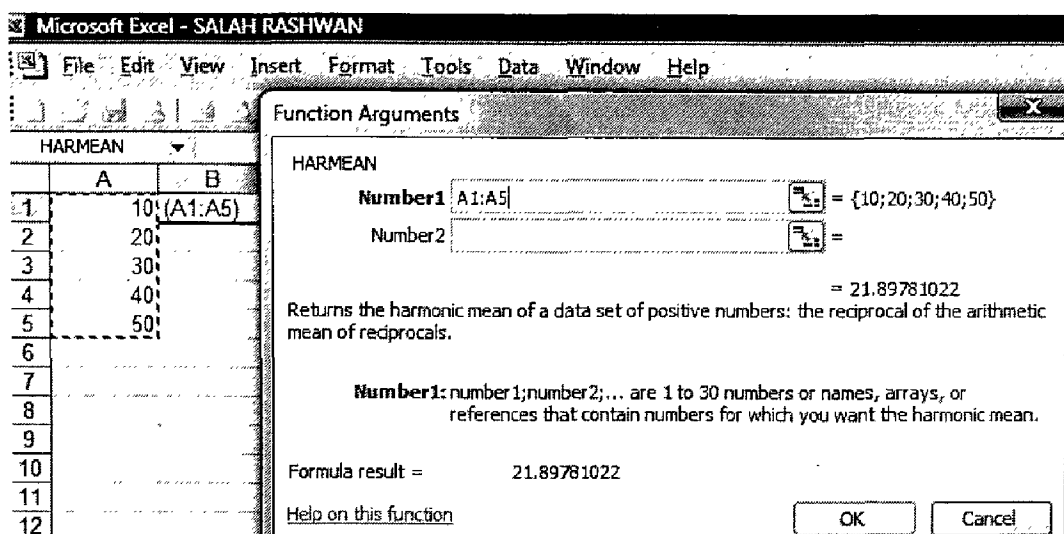 Microsoft Excel - SALAH RASHWAN
File Edit View Insert Format Tools Data Window Help
Function Arguments
HARMEAN
HARMEAN
Number1 A1:A5 = {10;20;30;40;50}
Number2 =
= 21.89781022
Returns the harmonic mean of a data set of positive numbers: the reciprocal of the arithmetic
mean of reciprocals.
Number1: number1;number2;... are 1 to 30 numbers or names, arrays, or
references that contain numbers for which you want the harmonic mean.
Formula result = 21.89781022
Help on this function
OK Cancel
A B
1 10 (A1:A5)
2 20
3 30
4 40
5 50
6
7
8
9
10
11
12